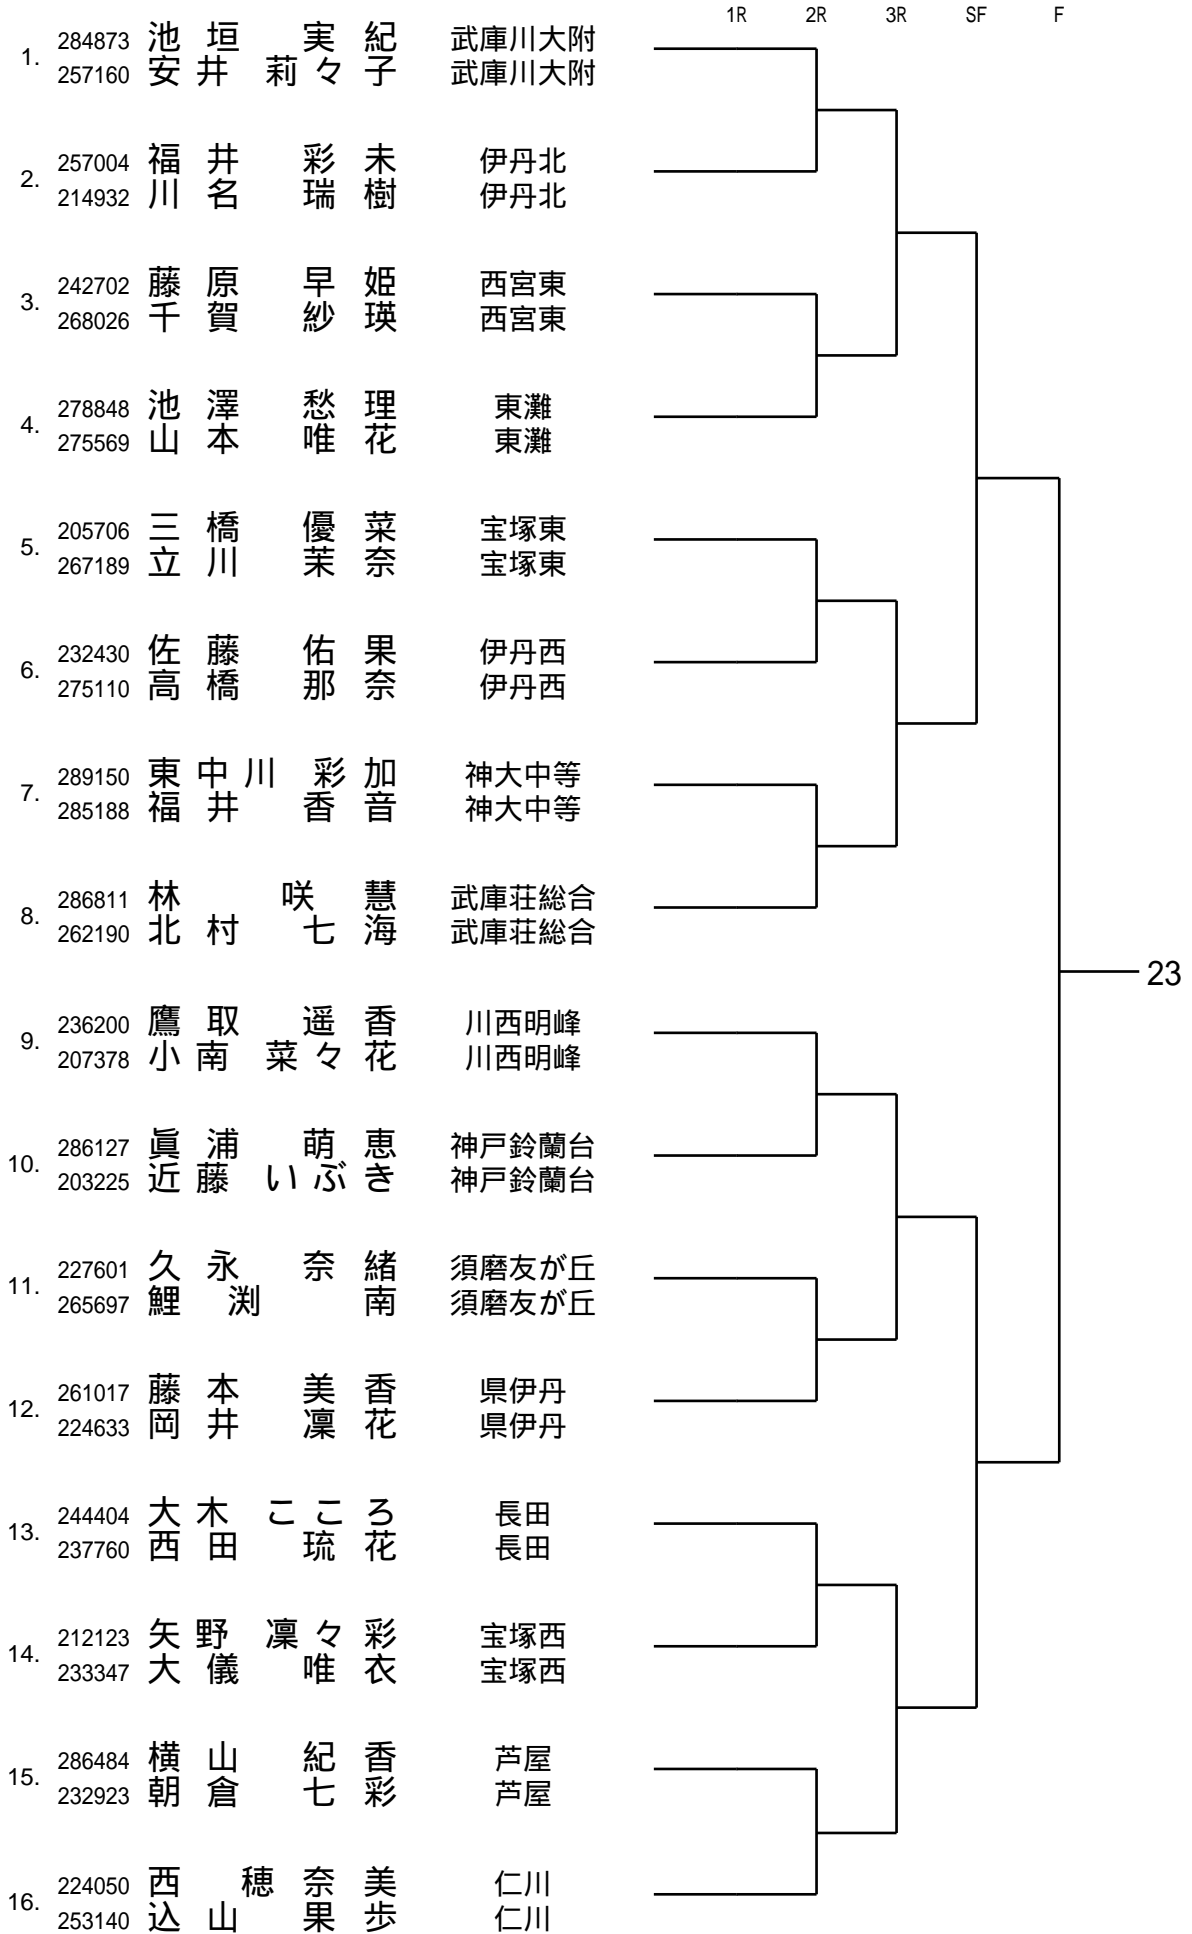 1R 2R 3R SF F
1. 284873 池垣 実紀 武庫川大附
257160 安井 莉々子 武庫川大附
2. 257004 福井 彩未 伊丹北
214932 川名 瑞樹 伊丹北
3. 242702 藤原 早姫 西宮東
268026 千賀 紗瑛 西宮東
4. 278848 池澤 愁理 東灘
275569 山本 唯花 東灘
5. 205706 三橋 優菜 宝塚東
267189 立川 茉奈 宝塚東
6. 232430 佐藤 佑果 伊丹西
275110 高橋 那奈 伊丹西
7. 289150 東中川 彩加 神大中等
285188 福井 香音 神大中等
8. 286811 林 咲慧 武庫荘総合
262190 北村 七海 武庫荘総合
23
9. 236200 鷹取 遥香 川西明峰
207378 小南 菜々花 川西明峰
10. 286127 眞浦 萌恵 神戸鈴蘭台
203225 近藤 いぶき 神戸鈴蘭台
11. 227601 久永 奈緒 須磨友が丘
265697 鯉渕 南 須磨友が丘
12. 261017 藤本 美香 県伊丹
224633 岡井 凜花 県伊丹
13. 244404 大木 こころ 長田
237760 西田 琉花 長田
14. 212123 矢野 凜々彩 宝塚西
233347 大儀 唯衣 宝塚西
15. 286484 横山 紀香 芦屋
232923 朝倉 七彩 芦屋
16. 224050 西 穂奈美 仁川
253140 込山 果歩 仁川